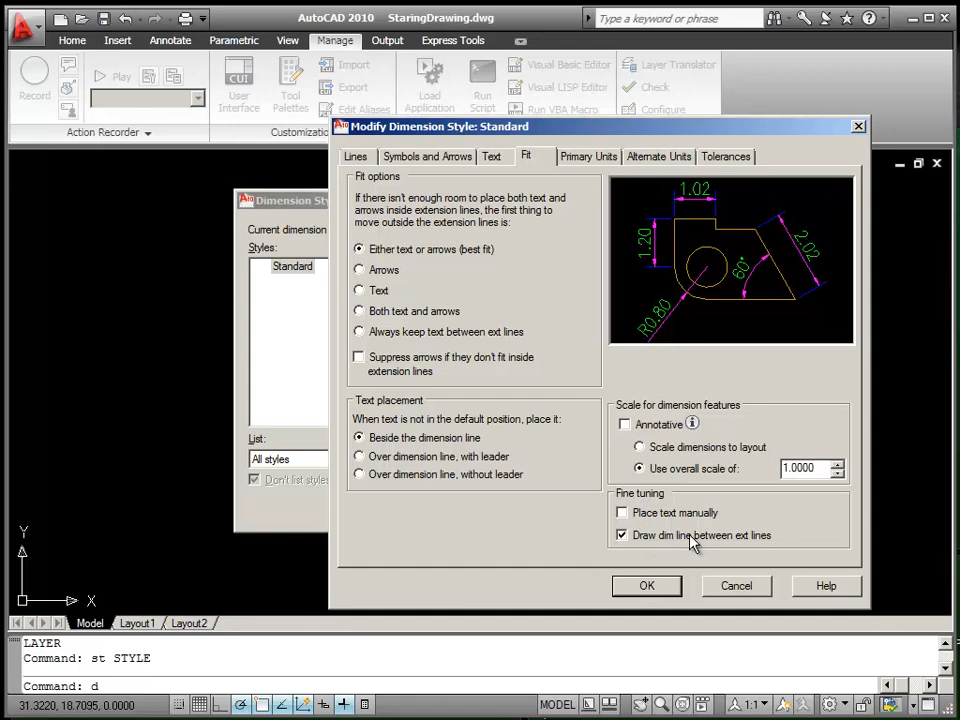 AutoCAD 2010 StaringDrawing.dwg
Type a keyword or phrase
Home Insert Annotate Parametric View Manage Output Express Tools
Record
Play
Action Recorder
CUI
User Interface
Tool Palettes
Import
Export
Edit Aliases
Customizatio
Load Application
Run Script
Visual Basic Editor
Visual LISP Editor
Run VBA Macro
Layer Translator
Check
Configure
Dimension Sty
Current dimension
Styles:
Standard
List:
All styles
Don't list styles
Modify Dimension Style: Standard
Lines Symbols and Arrows Text Fit Primary Units Alternate Units Tolerances
Fit options
If there isn't enough room to place both text and
arrows inside extension lines, the first thing to
move outside the extension lines is:
Either text or arrows (best fit)
Arrows
Text
Both text and arrows
Always keep text between ext lines
Suppress arrows if they don't fit inside
extension lines
Text placement
When text is not in the default position, place it:
Beside the dimension line
Over dimension line, with leader
Over dimension line, without leader
1.02
1.20
2.02
60°
R0.80
Scale for dimension features
Annotative
Scale dimensions to layout
Use overall scale of: 1.0000
Fine tuning
Place text manually
Draw dim line between ext lines
OK Cancel Help
Y
X
Model Layout1 Layout2
LAYER
Command: st STYLE
Command: d
31.3220, 18.7095, 0.0000
MODEL
1:1